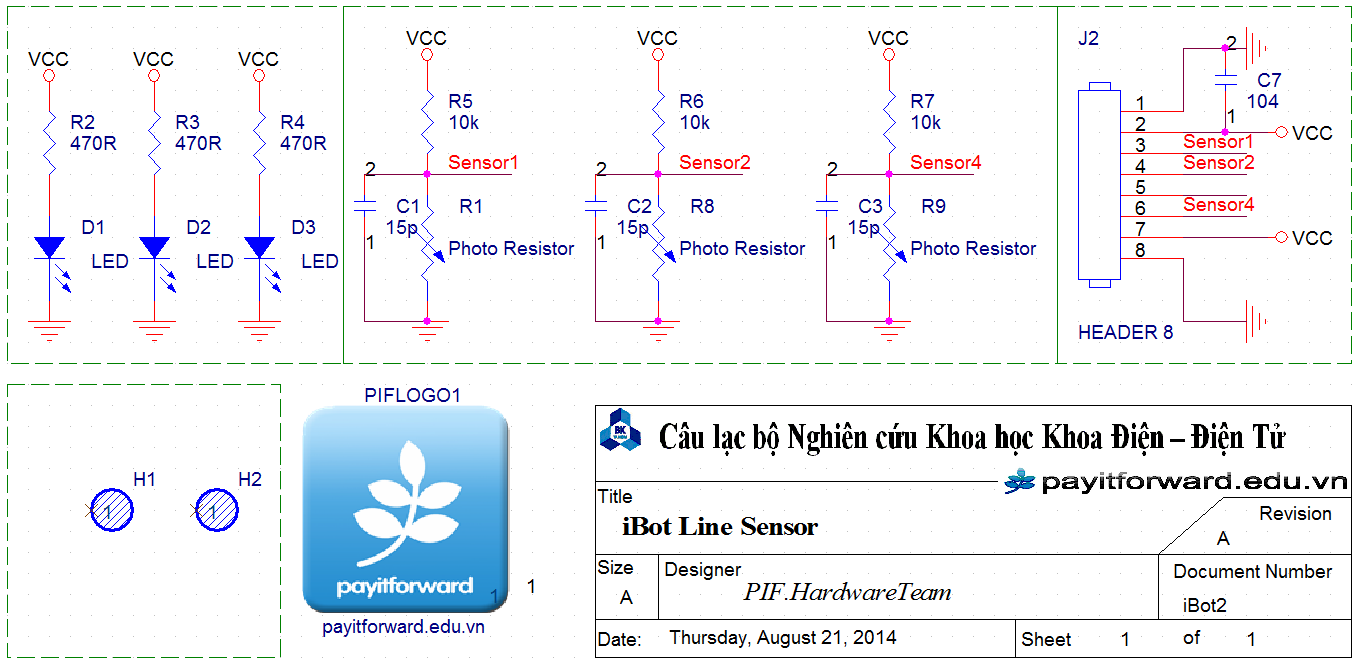 VCC
VCC
VCC
R2
470R
R3
470R
R4
470R
D1
LED
D2
LED
D3
LED
VCC
VCC
VCC
R5
10k
R6
10k
R7
10k
Sensor1
Sensor2
Sensor4
2
C1
15p
1
R1
Photo Resistor
2
C2
15p
1
R8
Photo Resistor
2
C3
15p
1
R9
Photo Resistor
J2
2
C7
104
1
1
2
VCC
3
Sensor1
4
Sensor2
5
6
Sensor4
7
VCC
8
HEADER 8
H1
1
H2
1
PIFLOGO1
payitforward
1
1
payitforward.edu.vn
BK
Câu lạc bộ Nghiên cứu Khoa học Khoa Điện – Điện Tử
payitforward.edu.vn
Title
iBot Line Sensor
Revision
A
Size
A
Designer
PIF.HardwareTeam
Document Number
iBot2
Date: Thursday, August 21, 2014
Sheet 1 of 1